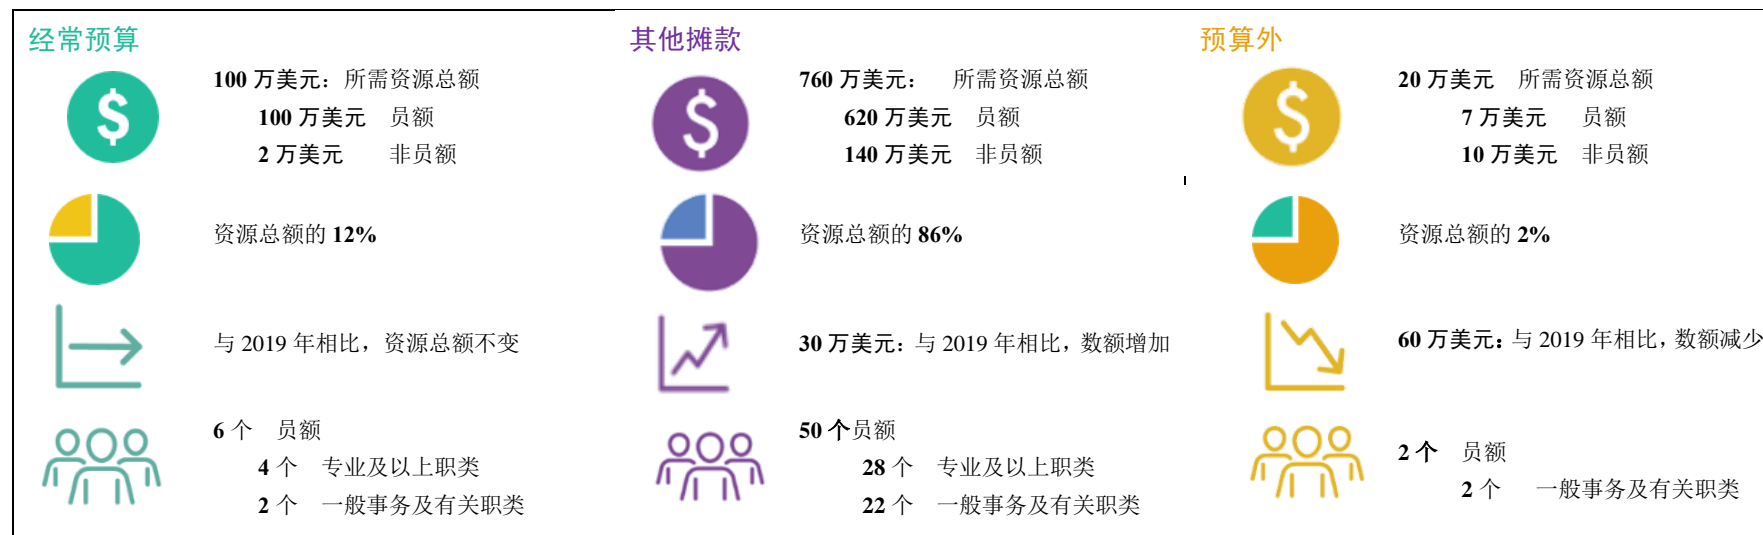 经常预算
100 万美元：所需资源总额
100 万美元 员额
2 万美元 非员额
资源总额的 12%
与 2019 年相比，资源总额不变
6 个 员额
4 个 专业及以上职类
2 个 一般事务及有关职类
其他摊款
760 万美元： 所需资源总额
620 万美元 员额
140 万美元 非员额
资源总额的 86%
30 万美元：与 2019 年相比，数额增加
50 个员额
28 个 专业及以上职类
22 个 一般事务及有关职类
预算外
20 万美元 所需资源总额
7 万美元 员额
10 万美元 非员额
资源总额的 2%
60 万美元：与 2019 年相比，数额减少
2 个 员额
2 个 一般事务及有关职类